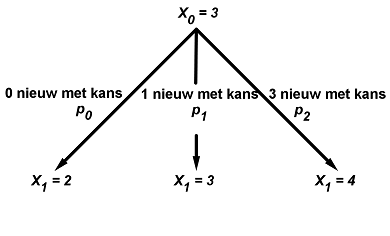 X0 = 3
0 nieuw met kans 1 nieuw met kans 3 nieuw met kans
p0 p1 p2
X1 = 2 X1 = 3 X1 = 4